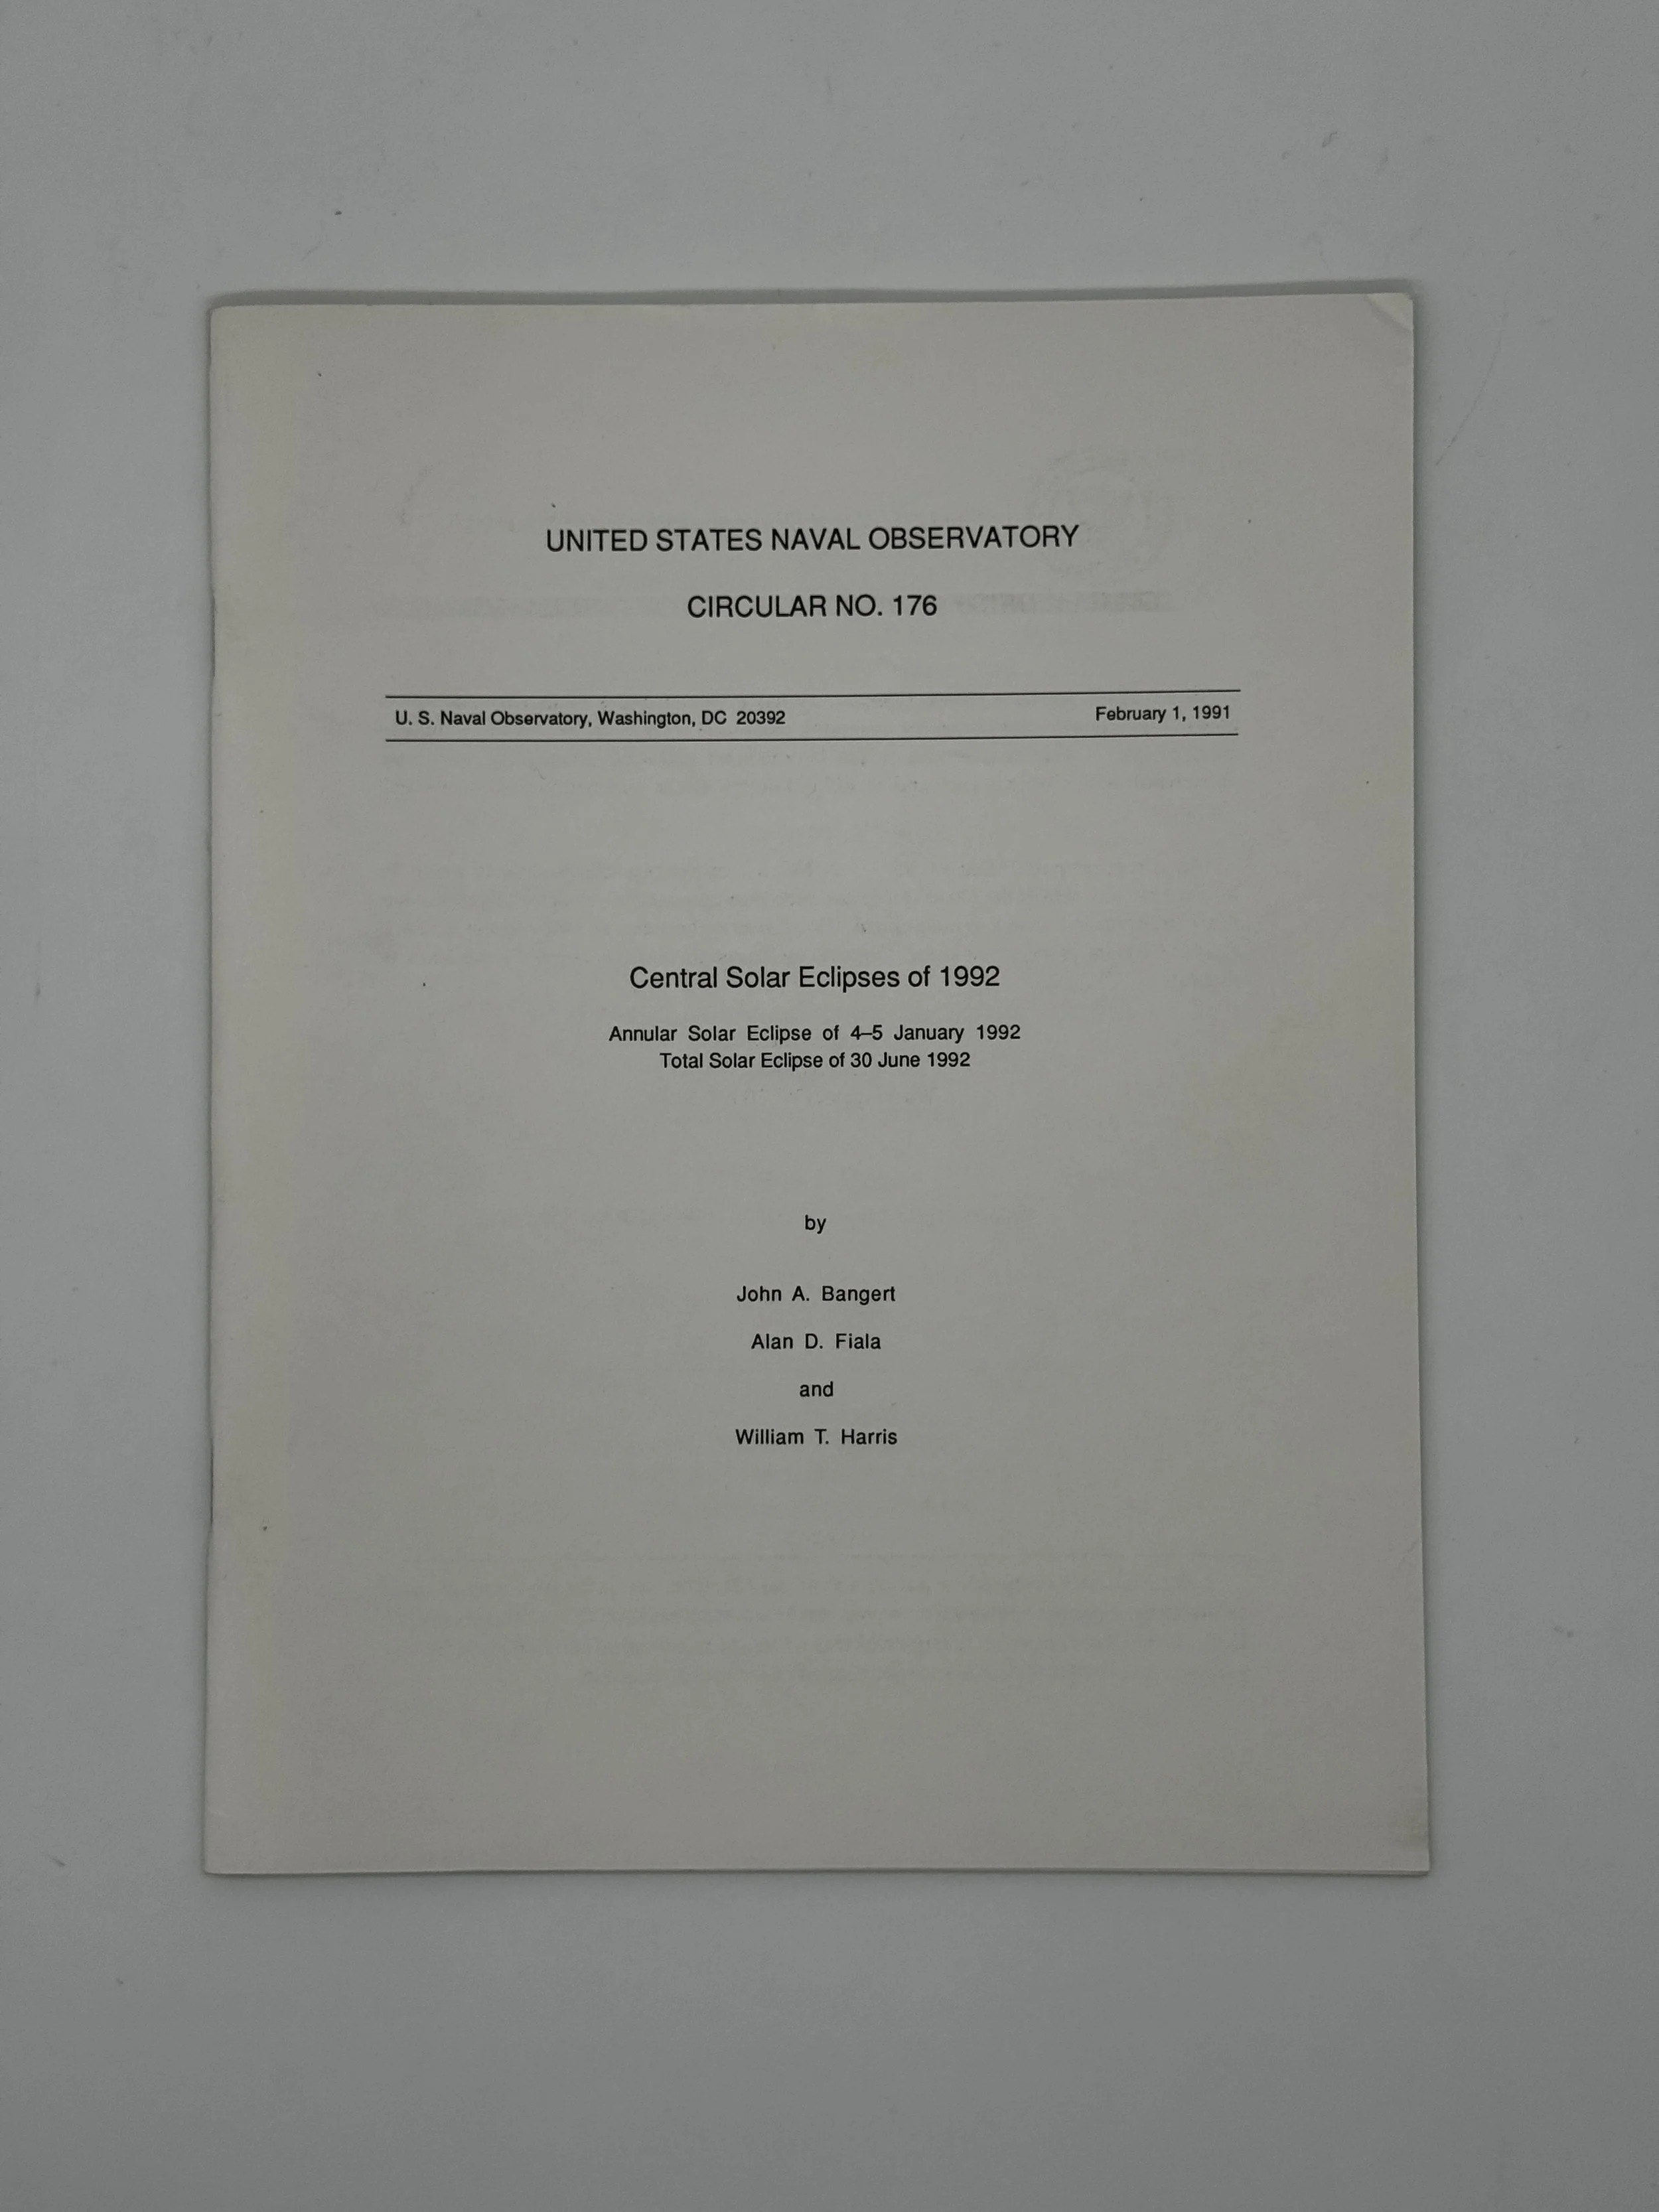 UNITED STATES NAVAL OBSERVATORY
CIRCULAR NO. 176
U. S. Naval Observatory, Washington, DC 20392 February 1, 1991
Central Solar Eclipses of 1992
Annular Solar Eclipse of 4–5 January 1992
Total Solar Eclipse of 30 June 1992
by
John A. Bangert
Alan D. Fiala
and
William T. Harris